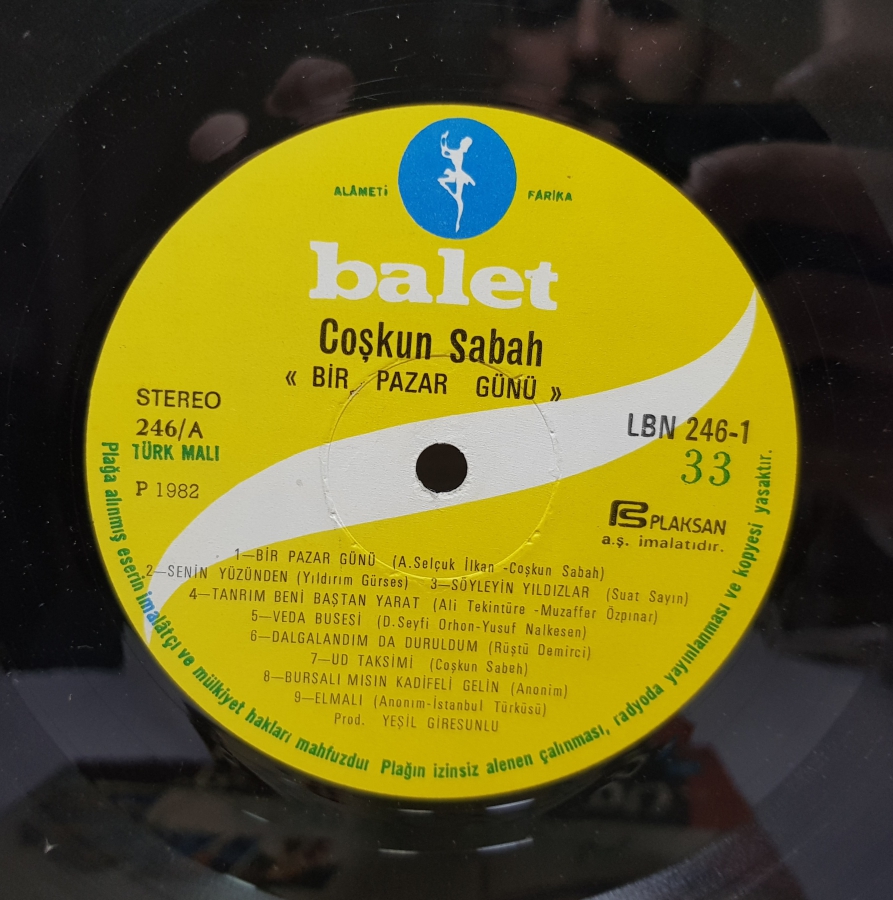 ALAMETİ FARİKA
balet
Coşkun Sabah
« BİR PAZAR GÜNÜ »
STEREO
246/A
TÜRK MALI
P 1982
LBN 246-1
33
PLAKSAN
a.ş. imalatıdır.
1—BİR PAZAR GÜNÜ (A.Selçuk İlkan -Coşkun Sabah)
2—SENİN YÜZÜNDEN (Yıldırım Gürses) 3—SÖYLEYİN YILDIZLAR (Suat Sayın)
4—TANRIM BENİ BAŞTAN YARAT (Ali Tekintüre -Muzaffer Özpınar)
5—VEDA BUSESİ (D.Seyfi Orhon-Yusuf Nalkesen)
6—DALGALANDIM DA DURULDUM (Rüştü Demirci)
7—UD TAKSİMİ (Coşkun Sabah)
8—BURSALI MISIN KADİFELİ GELİN (Anonim)
9—ELMALI (Anonım-İstanbul Türküsü)
Prod. YEŞİL GİRESUNLU
Plağa alınmış eserin imalâtçı ve mülkiyet hakları mahfuzdur Plağın izinsiz alenen çalınması, radyoda yayınlanması ve kopyesi yasaktır.